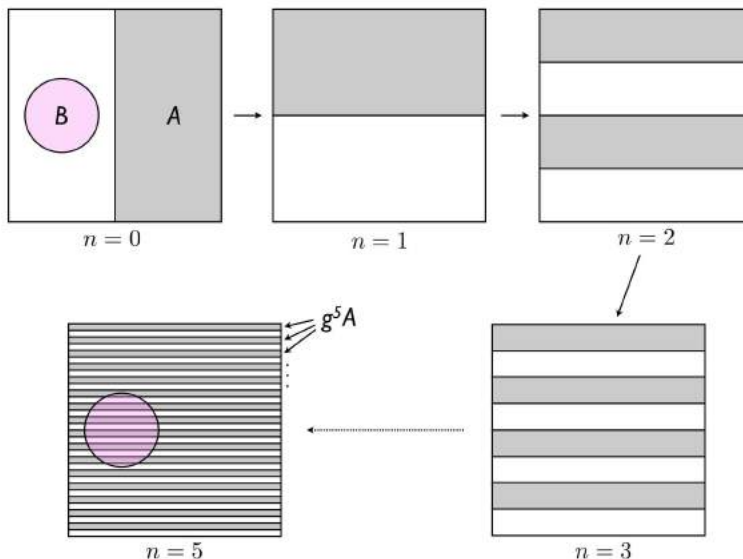 B A
n = 0
n = 1
n = 2
g⁵A
n = 5
n = 3